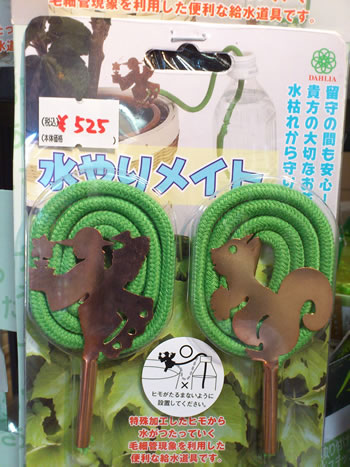 毛細管現象を利用した便利な給水道具です。
DAHLIA
(税込)
¥525
(本体価格
留守の間も安心!
貴方の大切なお
水枯れから守い
水やりメイト
ヒモがたるまないように
設置してください。
特殊加工したヒモから
水がつたっていく
毛細管現象を利用した
便利な給水道具です。